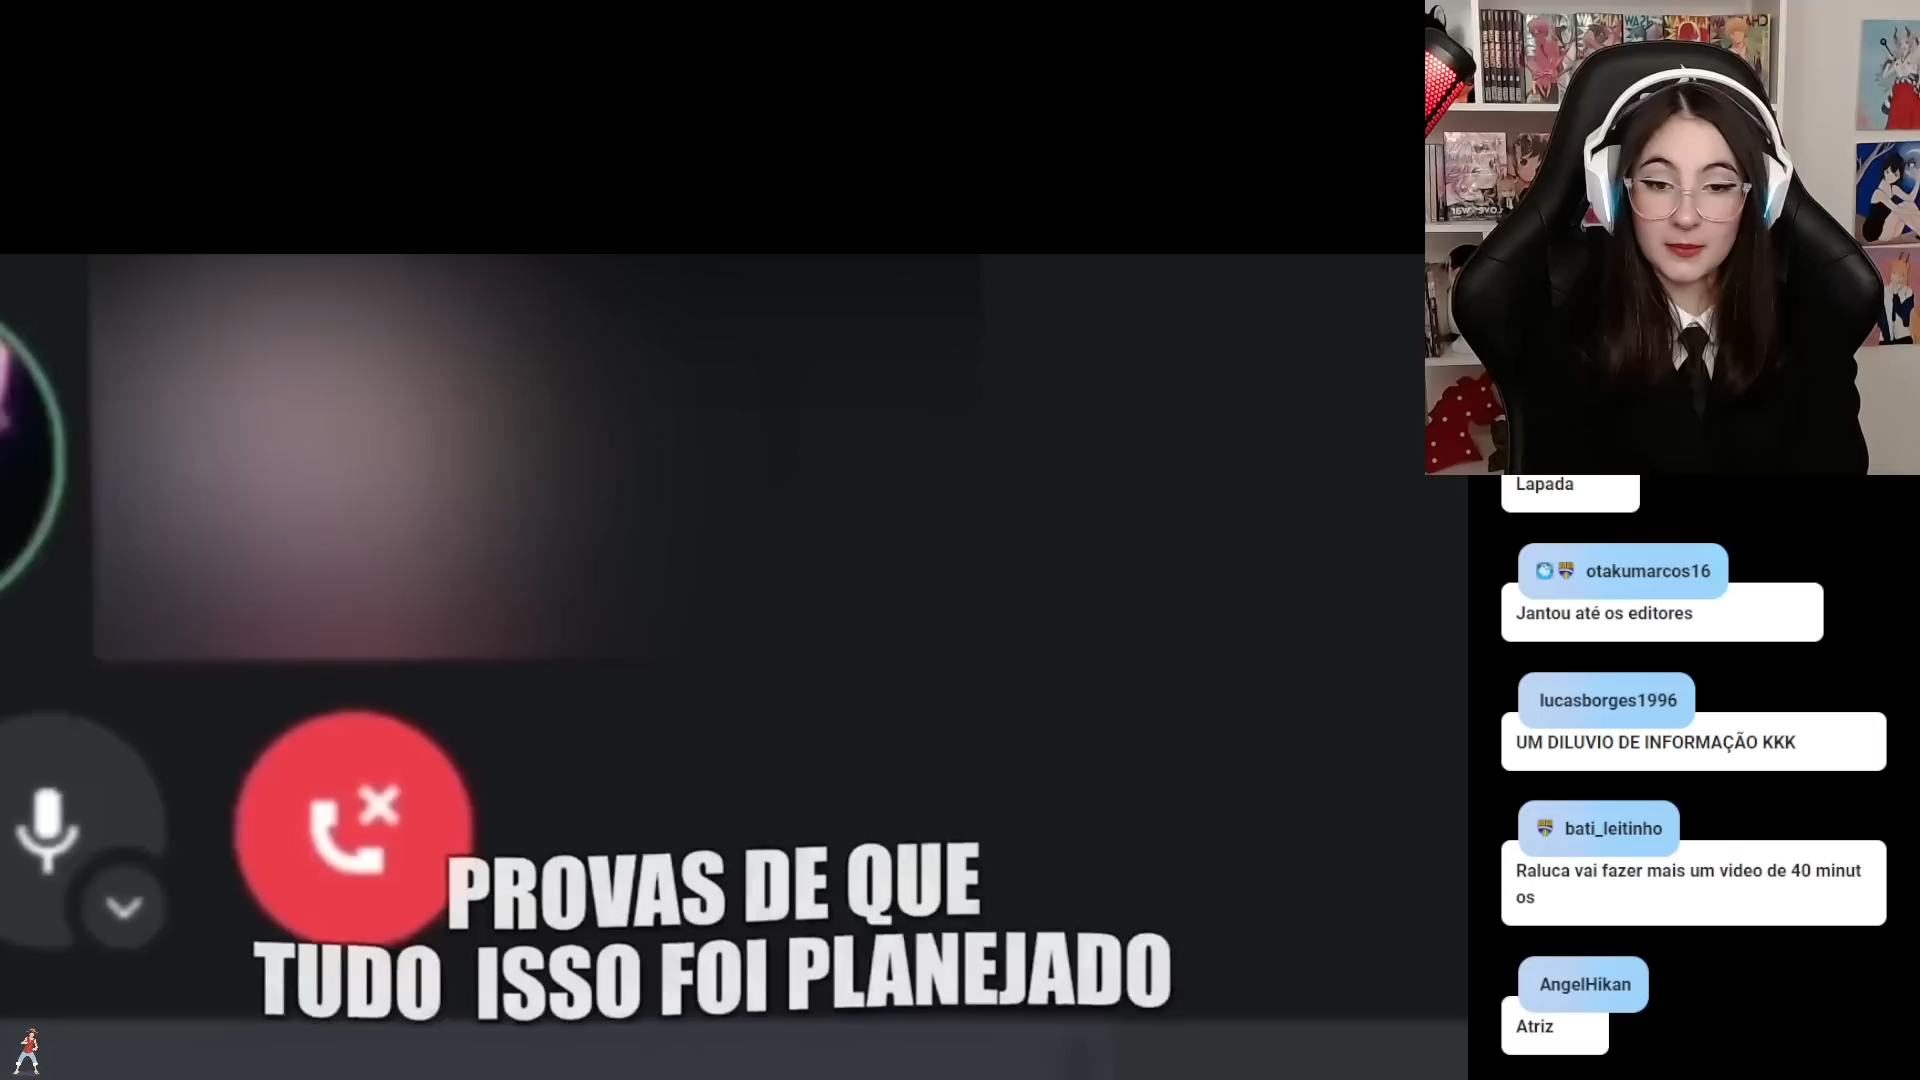 PROVAS DE QUE
TUDO ISSO FOI PLANEJADO
Lapada
otakumarcos16
Jantou até os editores
lucasborges1996
UM DILUVIO DE INFORMAÇÃO KKK
bati_leitinho
Raluca vai fazer mais um video de 40 minut
os
AngelHikan
Atriz